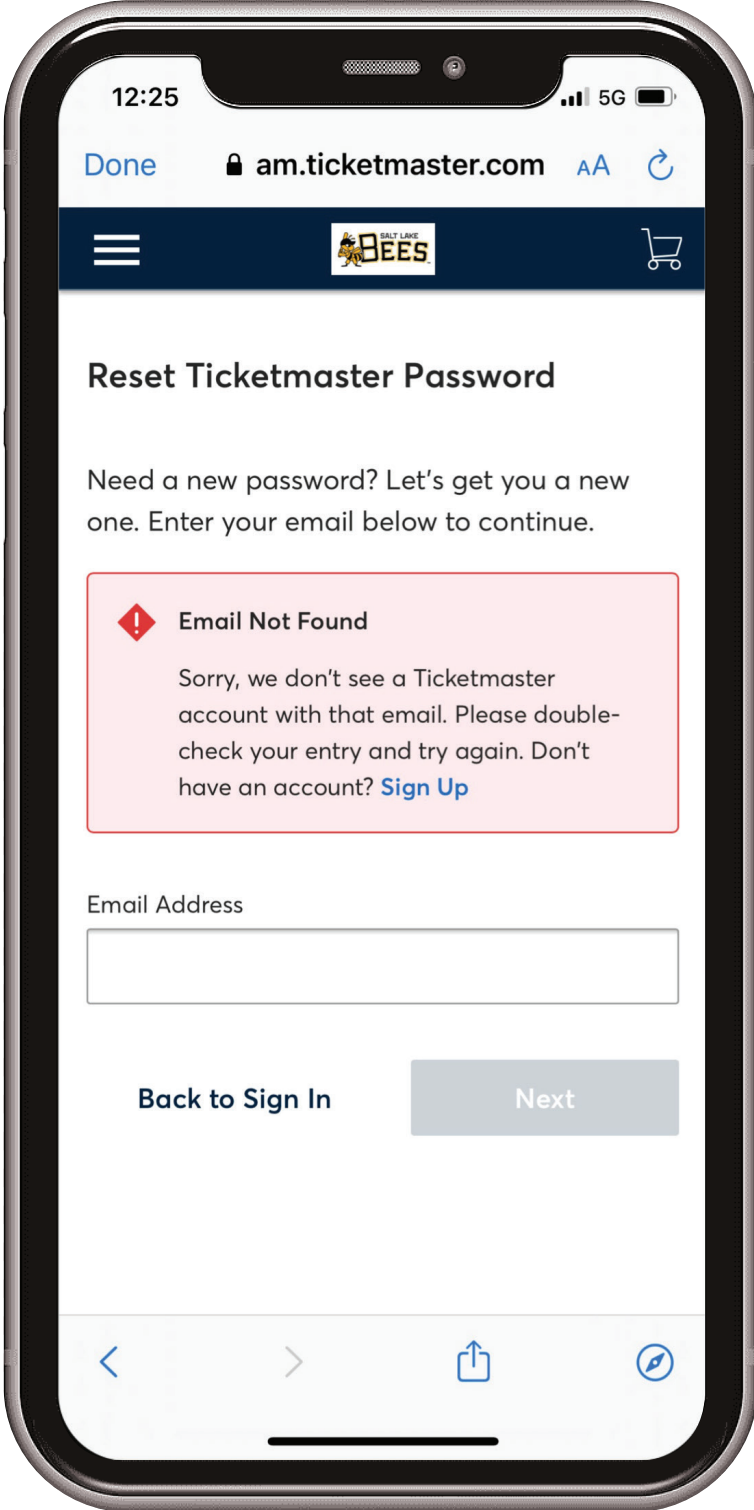 12:25
5G
Done am.ticketmaster.com AA
SALT LAKE
BEES
Reset Ticketmaster Password
Need a new password? Let's get you a new
one. Enter your email below to continue.
Email Not Found
Sorry, we don't see a Ticketmaster
account with that email. Please double-
check your entry and try again. Don't
have an account? Sign Up
Email Address
Back to Sign In Next